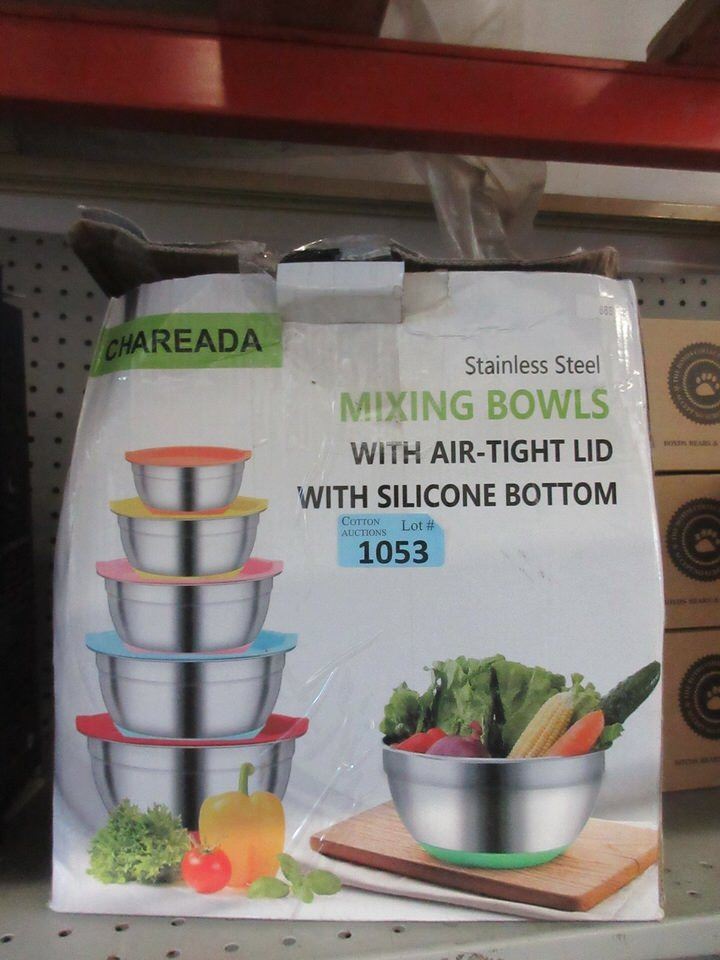 CHAREADA
Stainless Steel
MIXING BOWLS
WITH AIR-TIGHT LID
WITH SILICONE BOTTOM
COTTON
AUCTIONS
Lot #
1053